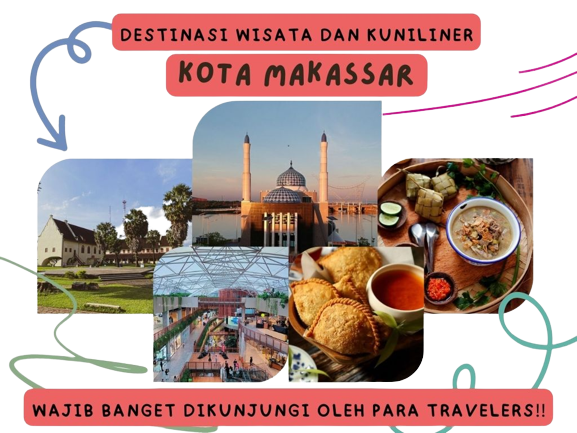 DESTINASI WISATA DAN KUNILINER
KOTA MAKASSAR
WAJIB BANGET DIKUNJUNGI OLEH PARA TRAVELERS!!